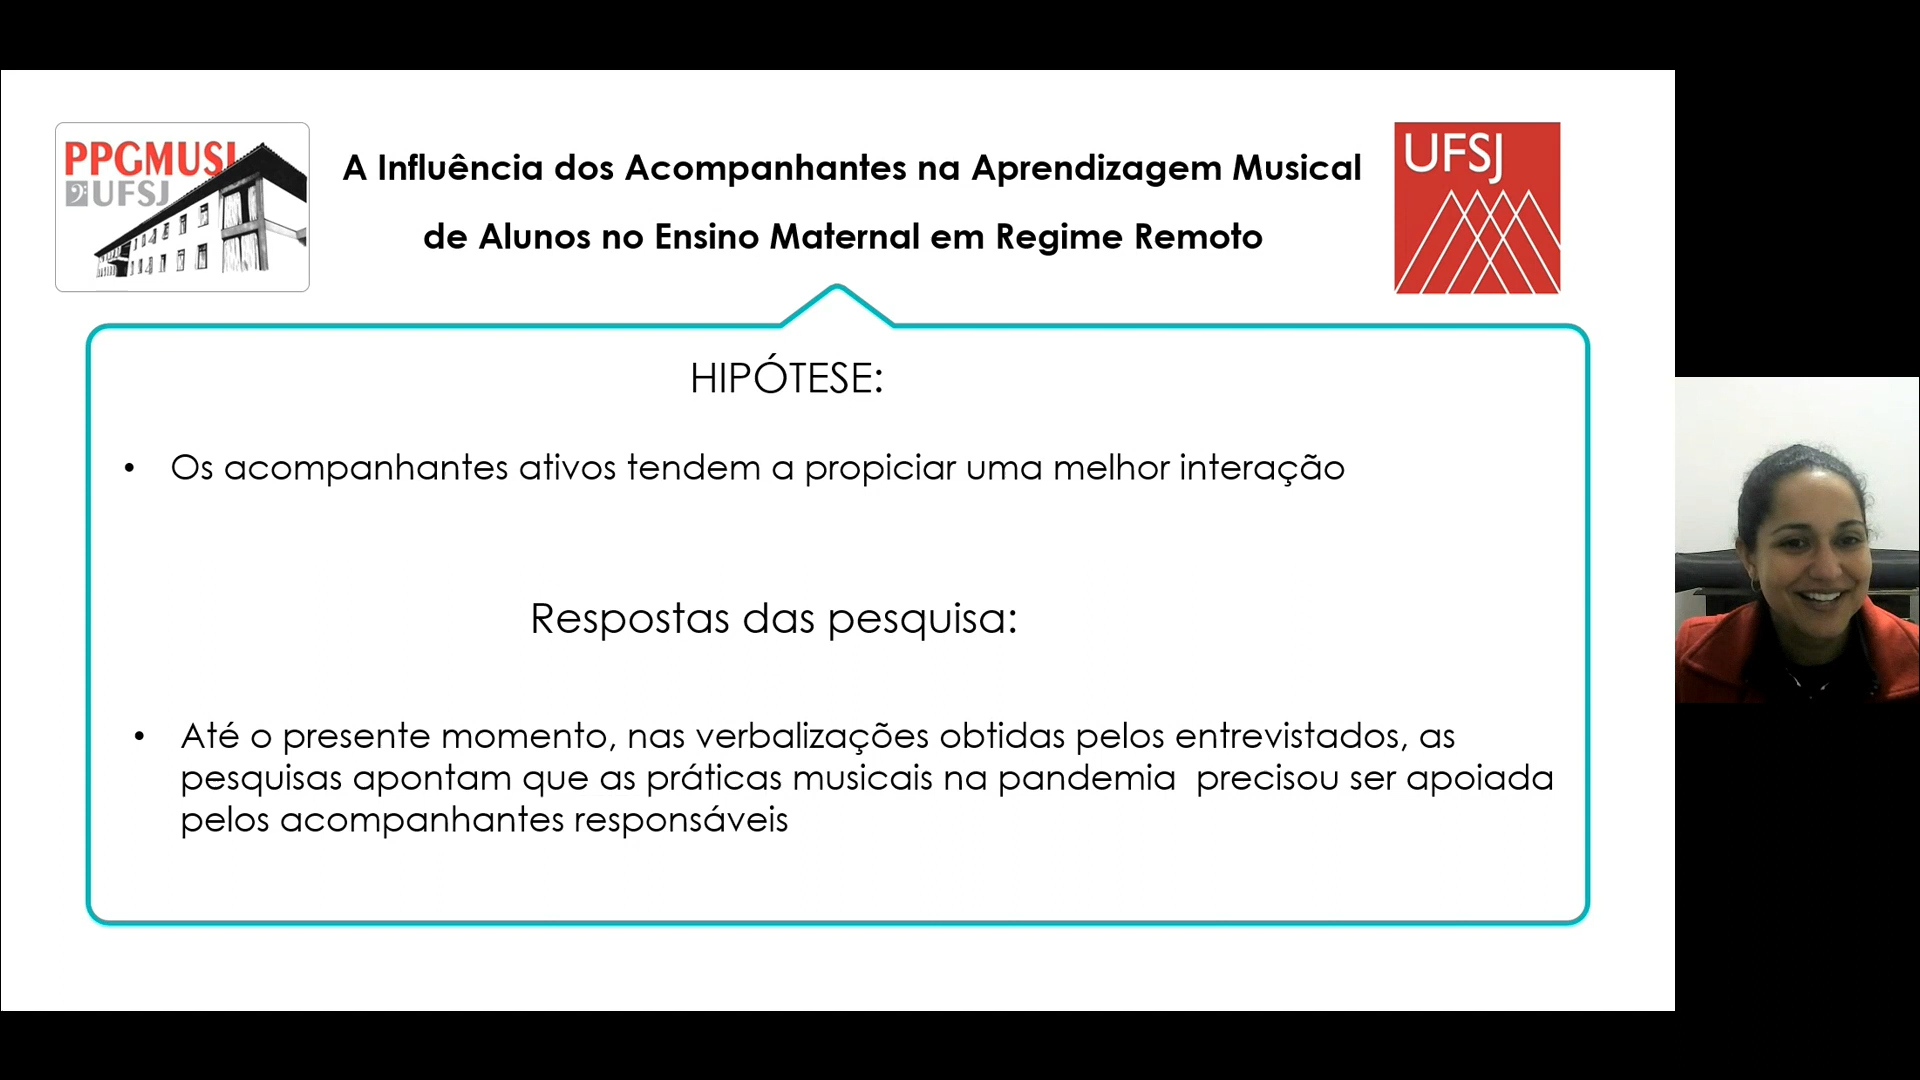 PPGMUSI
UFSJ
A Influência dos Acompanhantes na Aprendizagem Musical
de Alunos no Ensino Maternal em Regime Remoto
UFSJ
HIPÓTESE:
• Os acompanhantes ativos tendem a propiciar uma melhor interação
Respostas das pesquisa:
• Até o presente momento, nas verbalizações obtidas pelos entrevistados, as
pesquisas apontam que as práticas musicais na pandemia precisou ser apoiada
pelos acompanhantes responsáveis